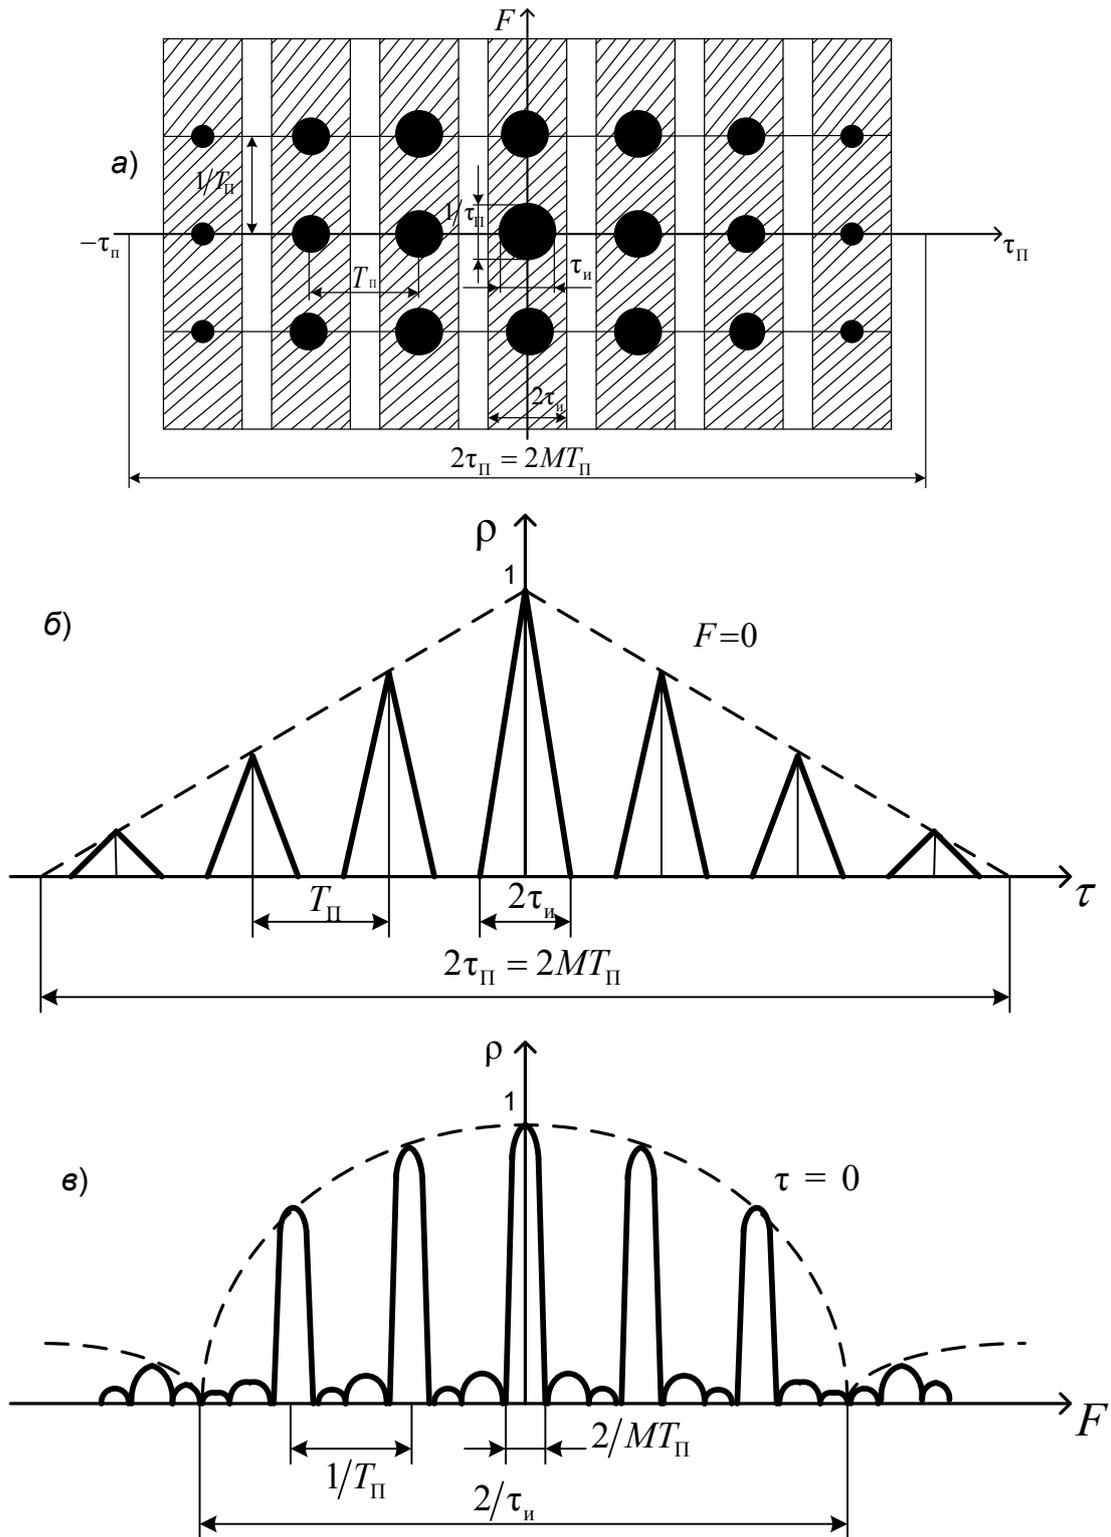 F
а)
1/T_П
1/τ_П
−τ_п
τ_П
T_П
τ_и
2τ_и
2τ_П = 2MT_П
ρ
1
б)
F=0
T_П
2τ_и
τ
2τ_П = 2MT_П
ρ
1
в)
τ = 0
F
2/MT_П
1/T_П
2/τ_и